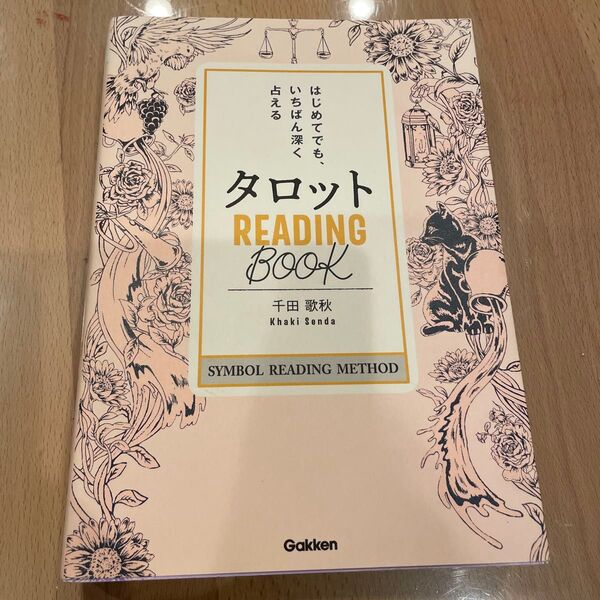 はじめてでも、
いちばん深く
占える
タロット
READING
BOOK
千田 歌秋
Khaki Senda
SYMBOL READING METHOD
Gakken